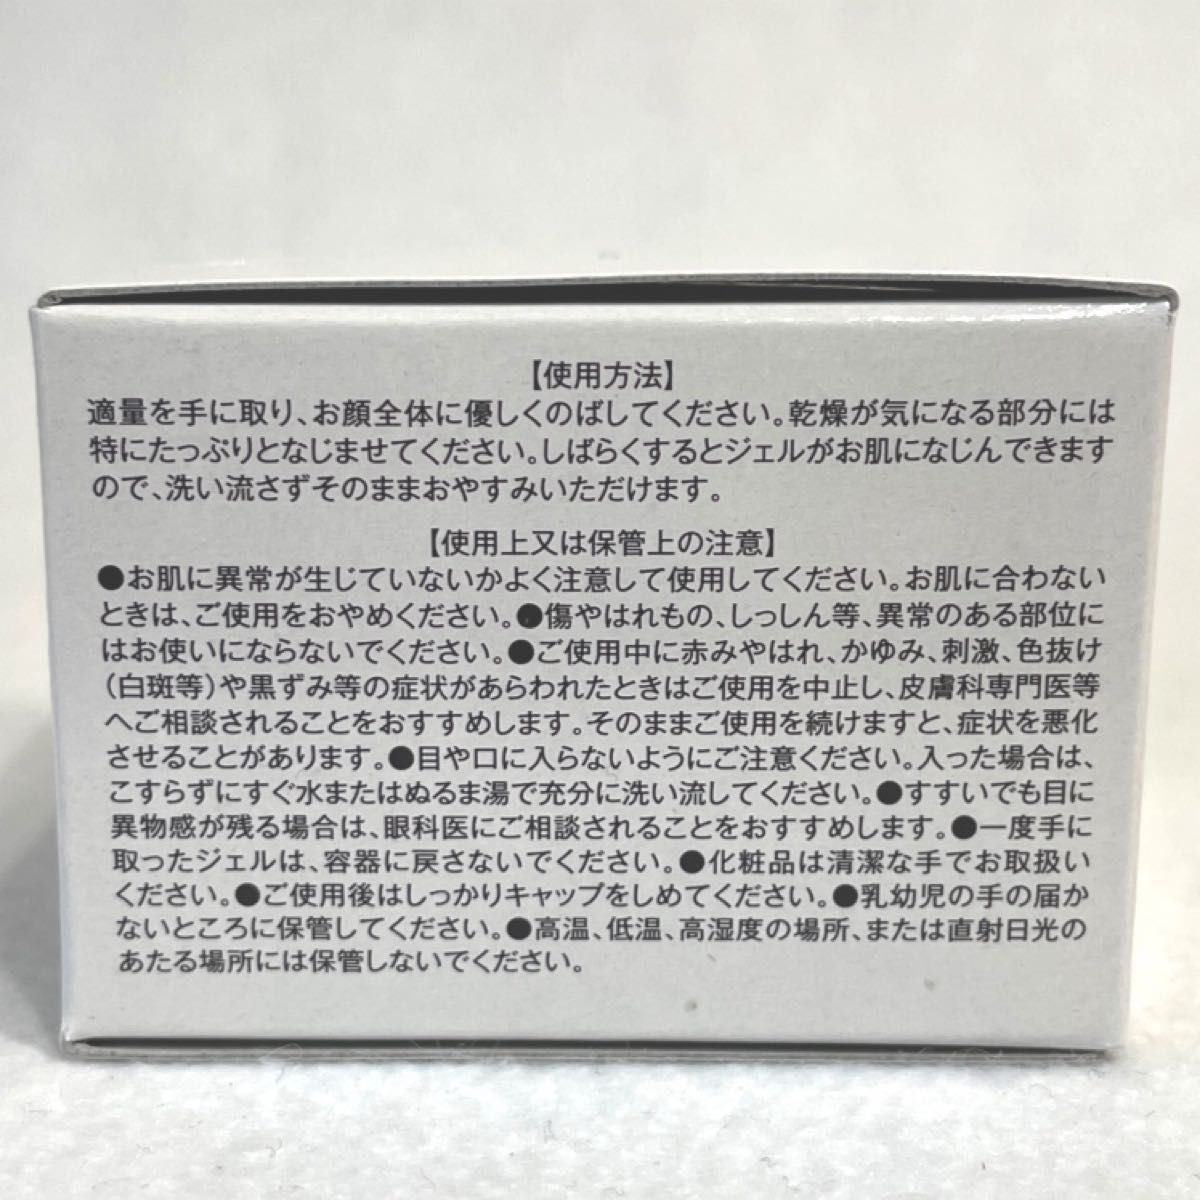 【使用方法】
適量を手に取り、お顔全体に優しくのばしてください。乾燥が気になる部分には
特にたっぷりとなじませてください。しばらくするとジェルがお肌になじんできます
ので、洗い流さずそのままおやすみいただけます。
【使用上又は保管上の注意】
●お肌に異常が生じていないかよく注意して使用してください。お肌に合わない
ときは、ご使用をおやめください。●傷やはれもの、しっしん等、異常のある部位に
はお使いにならないでください。●ご使用中に赤みやはれ、かゆみ、刺激、色抜け
(白斑等)や黒ずみ等の症状があらわれたときはご使用を中止し、皮膚科専門医等
へご相談されることをおすすめします。そのままご使用を続けますと、症状を悪化
させることがあります。●目や口に入らないようにご注意ください。入った場合は、
こすらずにすぐ水またはぬるま湯で充分に洗い流してください。●すすいでも目に
異物感が残る場合は、眼科医にご相談されることをおすすめします。●一度手に
取ったジェルは、容器に戻さないでください。●化粧品は清潔な手でお取扱い
ください。●ご使用後はしっかりキャップをしめてください。●乳幼児の手の届か
ないところに保管してください。●高温、低温、高湿度の場所、または直射日光の
あたる場所には保管しないでください。